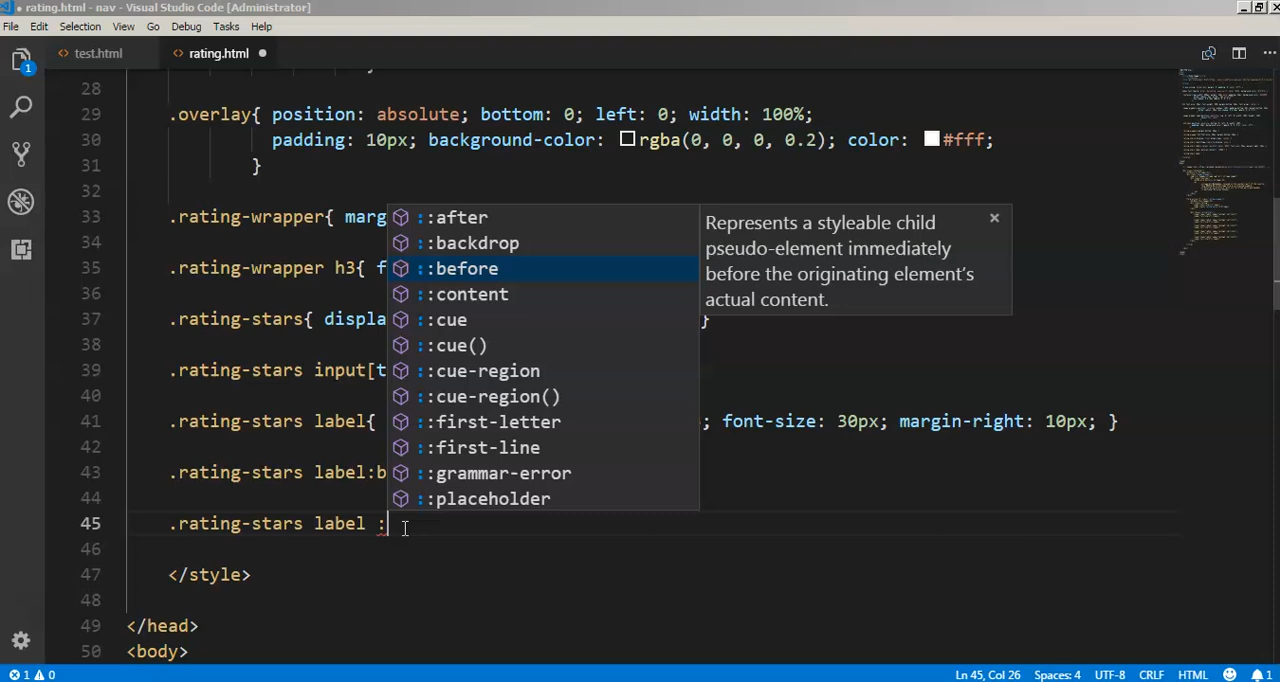 rating.html - nav - Visual Studio Code [Administrator]
File Edit Selection View Go Debug Tasks Help
1
<> test.html <> rating.html ●
28
29 .overlay{ position: absolute; bottom: 0; left: 0; width: 100%;
30 padding: 10px; background-color: rgba(0, 0, 0, 0.2); color: #fff;
31 }
32
33 .rating-wrapper{ marg
34
35 .rating-wrapper h3{ f
36
37 .rating-stars{ displa }
38
39 .rating-stars input[t
40
41 .rating-stars label{ ; font-size: 30px; margin-right: 10px; }
42
43 .rating-stars label:b
44
45 .rating-stars label :
46
47 </style>
48
49 </head>
50 <body>
::after
::backdrop
::before
::content
::cue
::cue()
::cue-region
::cue-region()
::first-letter
::first-line
::grammar-error
::placeholder
Represents a styleable child
pseudo-element immediately
before the originating element's
actual content.
1 0 Ln 45, Col 26 Spaces: 4 UTF-8 CRLF HTML 1